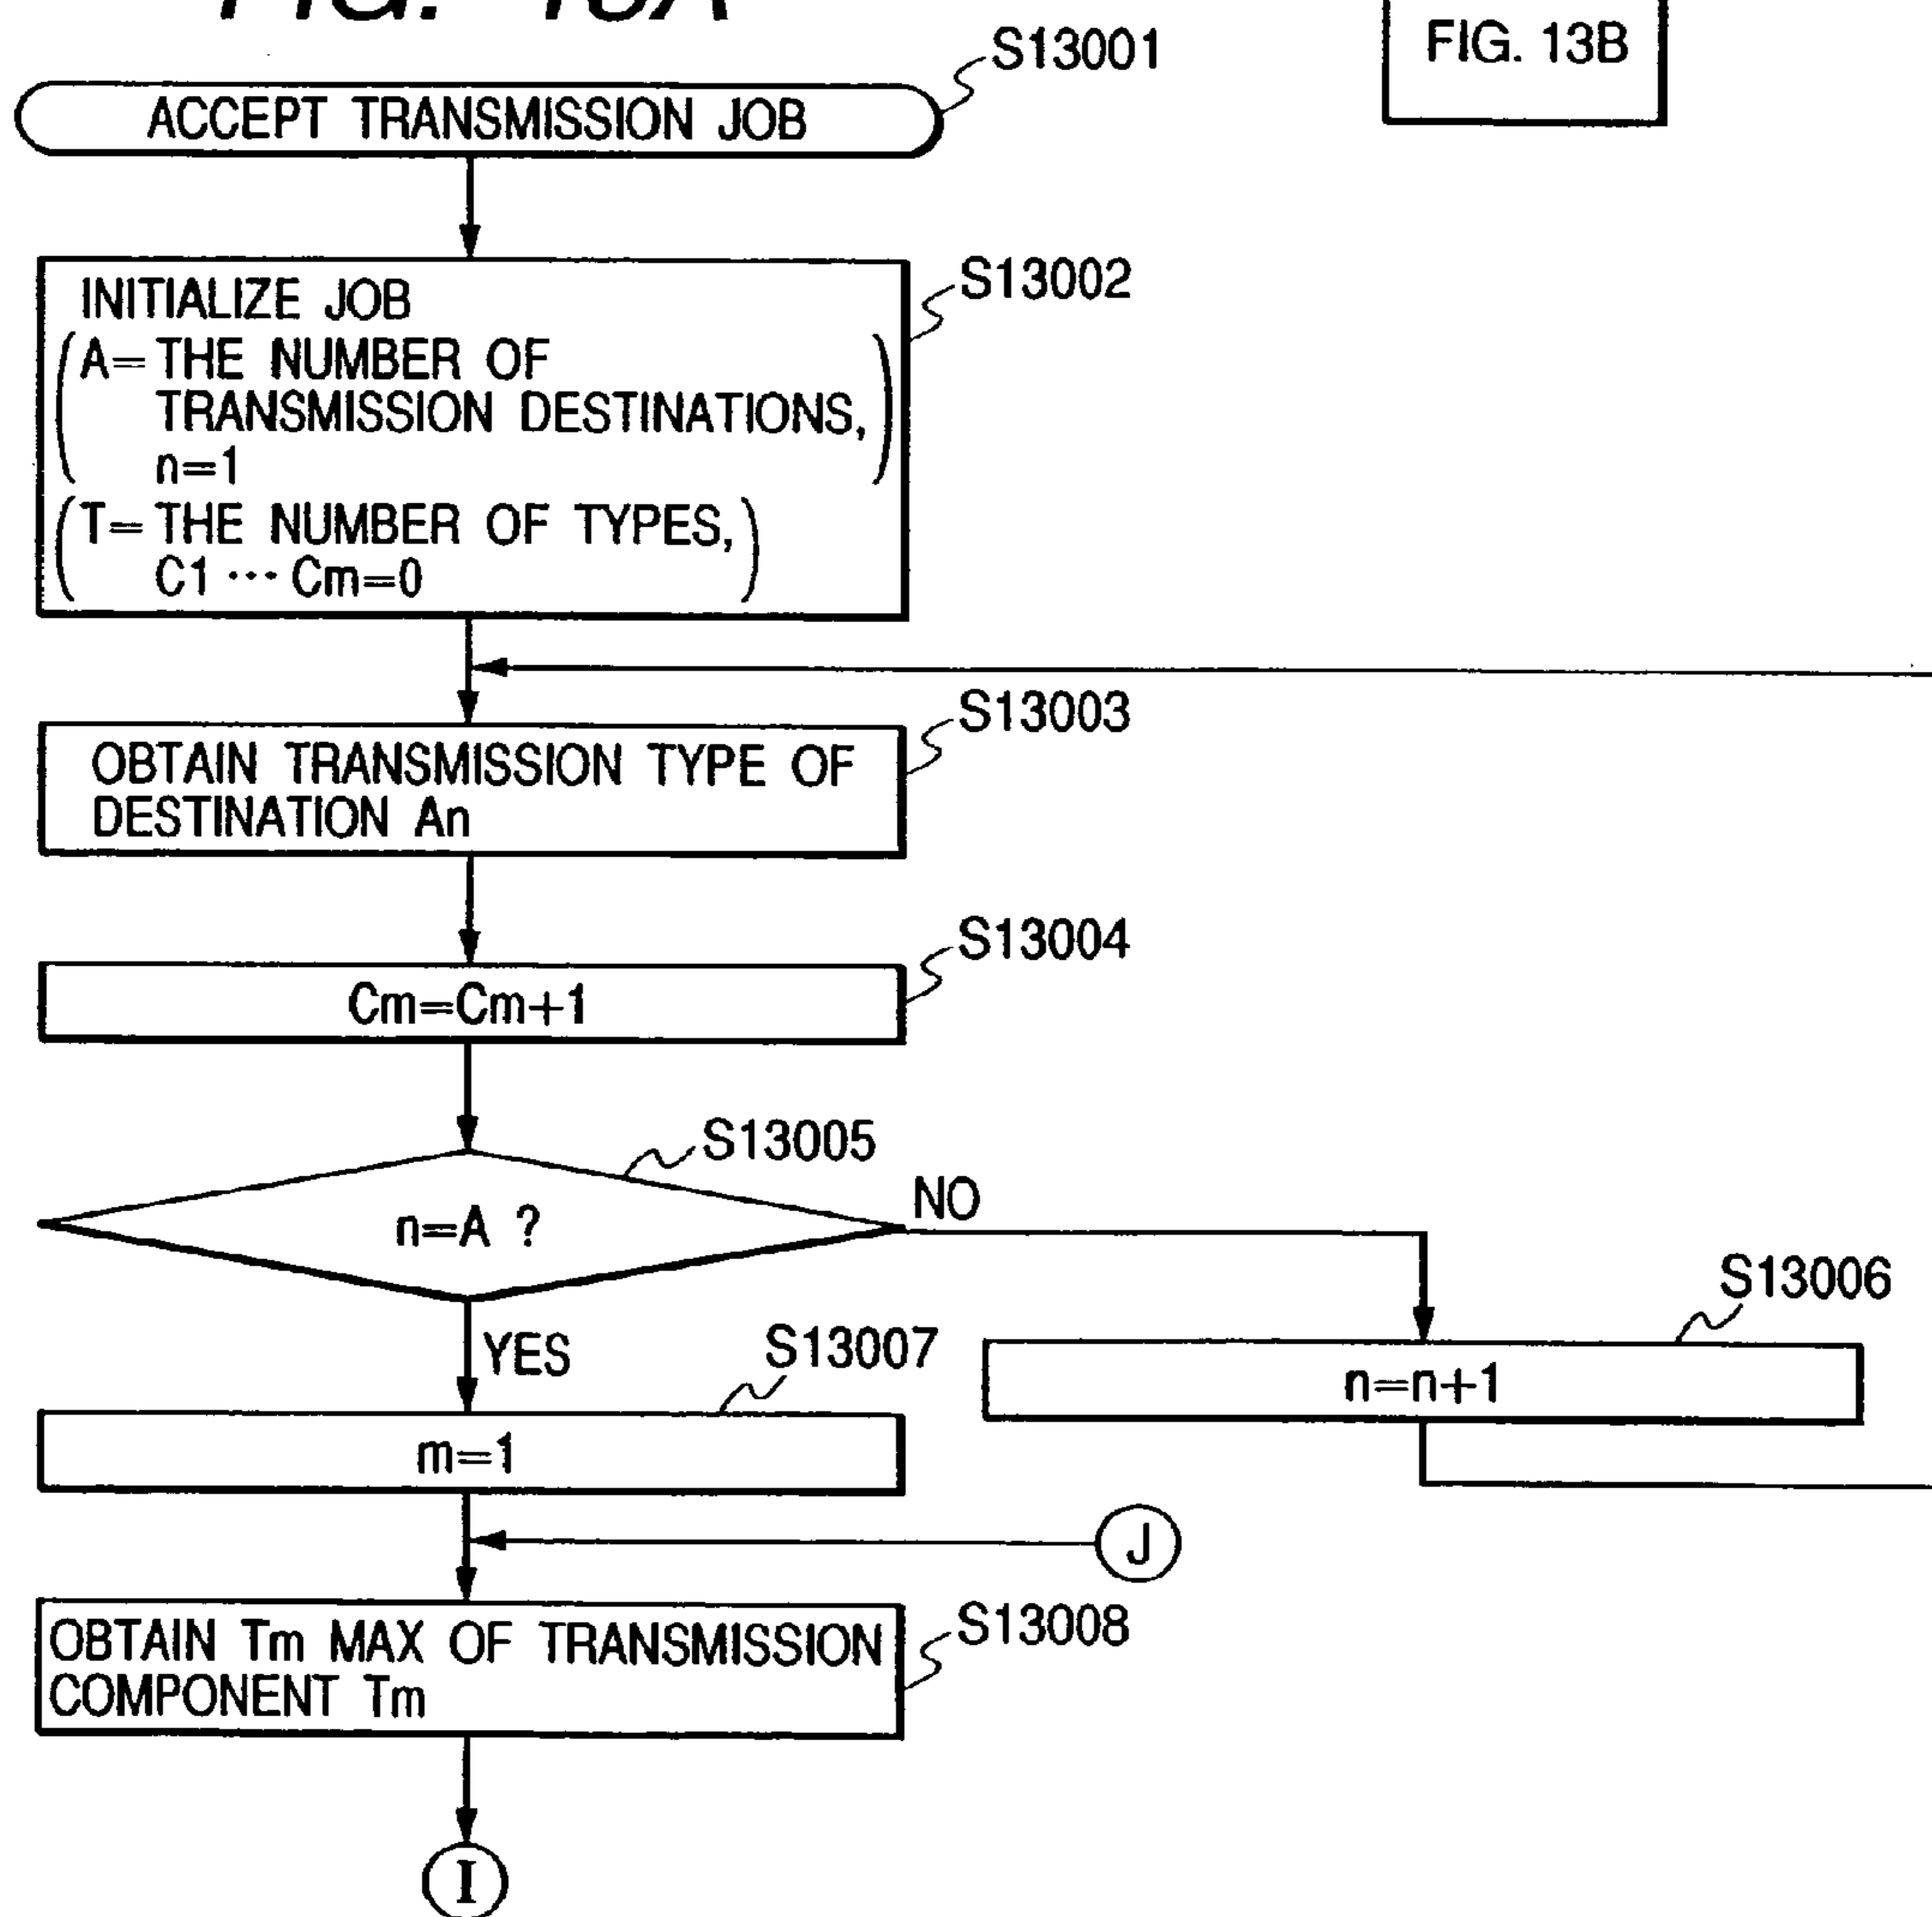 FIG. 13A
FIG. 13B
S13001
ACCEPT TRANSMISSION JOB
S13002
INITIALIZE JOB
A= THE NUMBER OF
TRANSMISSION DESTINATIONS,
n=1
T= THE NUMBER OF TYPES,
C1 ··· Cm=0
S13003
OBTAIN TRANSMISSION TYPE OF
DESTINATION An
S13004
Cm=Cm+1
S13005
n=A ?
NO
S13006
n=n+1
YES
S13007
m=1
J
S13008
OBTAIN Tm MAX OF TRANSMISSION
COMPONENT Tm
I